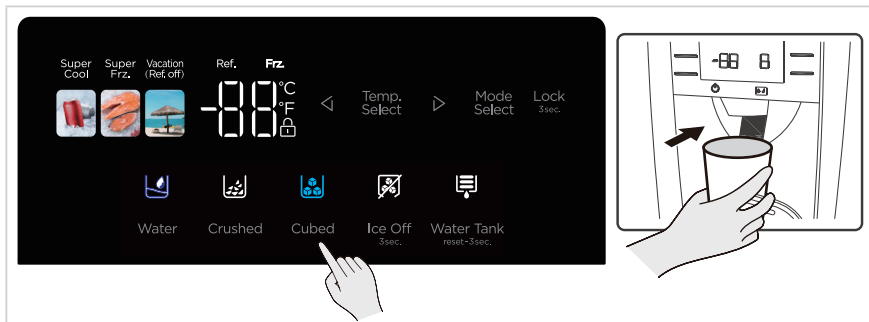 Super
Cool
Super
Frz.
Vacation
(Ref. off)
Ref.
Frz.
-88
°C
°F
Temp.
Select
Mode
Select
Lock
3sec.
Water
Crushed
Cubed
Ice Off
3sec.
Water Tank
reset-3sec.
-88 8